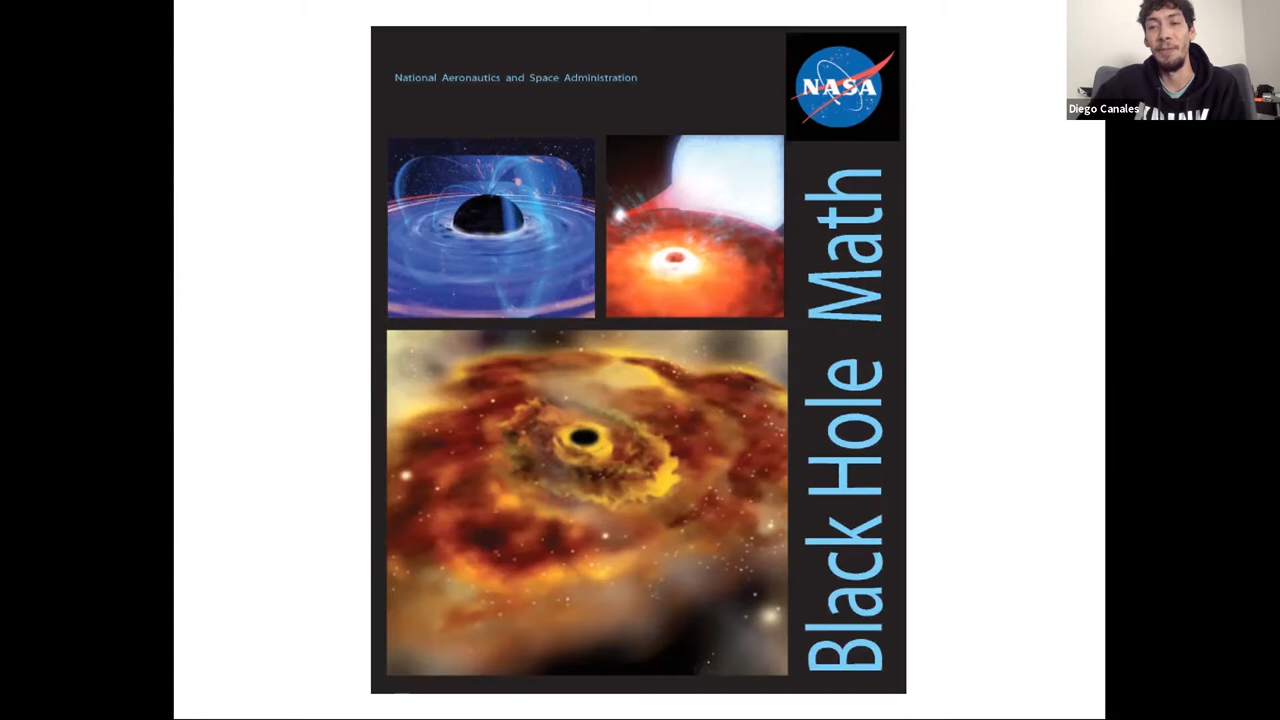 National Aeronautics and Space Administration
NASA
Black Hole Math
Diego Canales